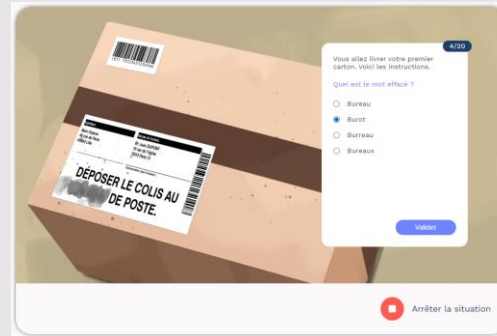 4/20
Vous allez livrer votre premier
carton. Voici les instructions.
Quel est le mot effacé ?
Bureau
Burot
Burreau
Bureaux
Valider
DÉPOSER LE COLIS AU
DE POSTE.
Arrêter la situation